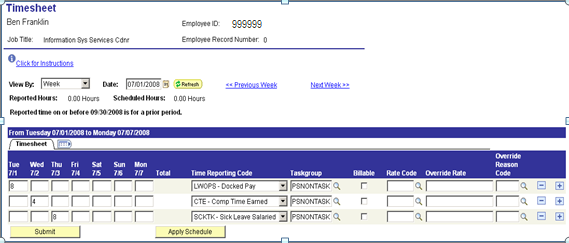 Timesheet
Ben Franklin Employee ID: 999999
Job Title: Information Sys Services Cdnr Employee Record Number: 0
Click for Instructions
View By: Week Date: 07/01/2008 Refresh << Previous Week Next Week >>
Reported Hours: 0.00 Hours Scheduled Hours: 0.00 Hours
Reported time on or before 09/30/2008 is for a prior period.
From Tuesday 07/01/2008 to Monday 07/07/2008
Timesheet
Tue 7/1 Wed 7/2 Thu 7/3 Fri 7/4 Sat 7/5 Sun 7/6 Mon 7/7 Total Time Reporting Code Taskgroup Billable Rate Code Override Rate Override Reason Code
8 LWOPS - Docked Pay PSNONTASK
4 CTE - Comp Time Earned PSNONTASK
8 SCKTK - Sick Leave Salaried PSNONTASK
Submit Apply Schedule